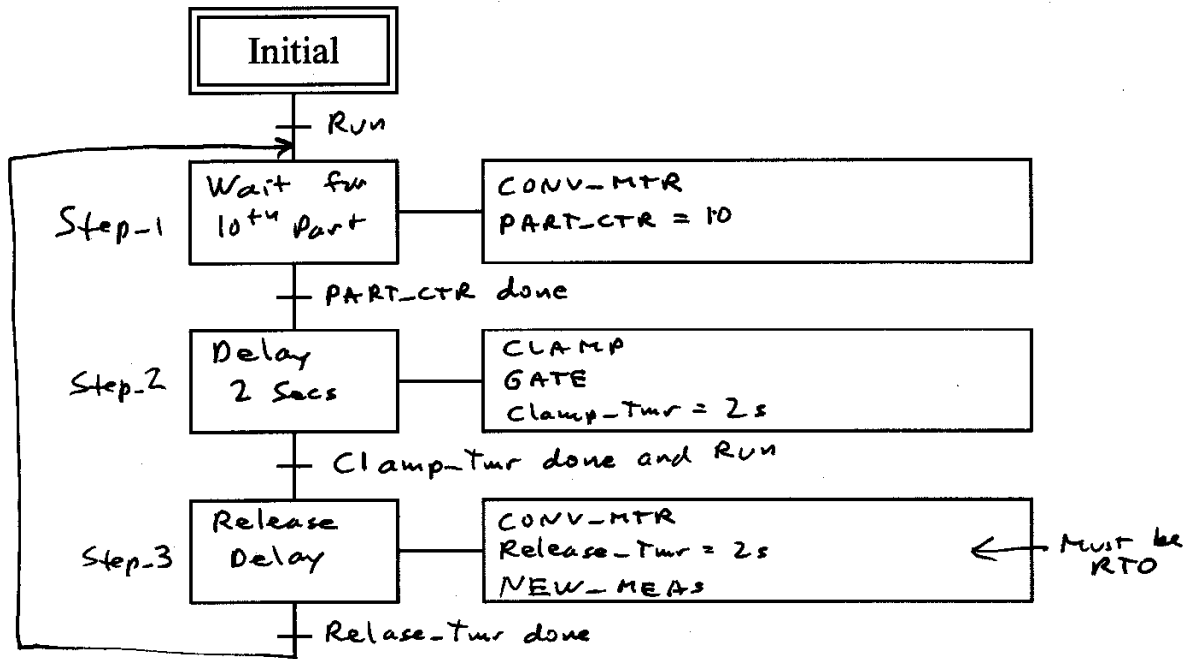 Initial
Run
Step-1
Wait for
10th Part
CONV-MTR
PART-CTR = 10
PART-CTR done
Step-2
Delay
2 Secs
CLAMP
GATE
Clamp-Tmr = 2s
Clamp-Tmr done and Run
Step-3
Release
Delay
CONV-MTR
Release-Tmr = 2s
NEW-MEAS
Must be
RTO
Relase-Tmr done